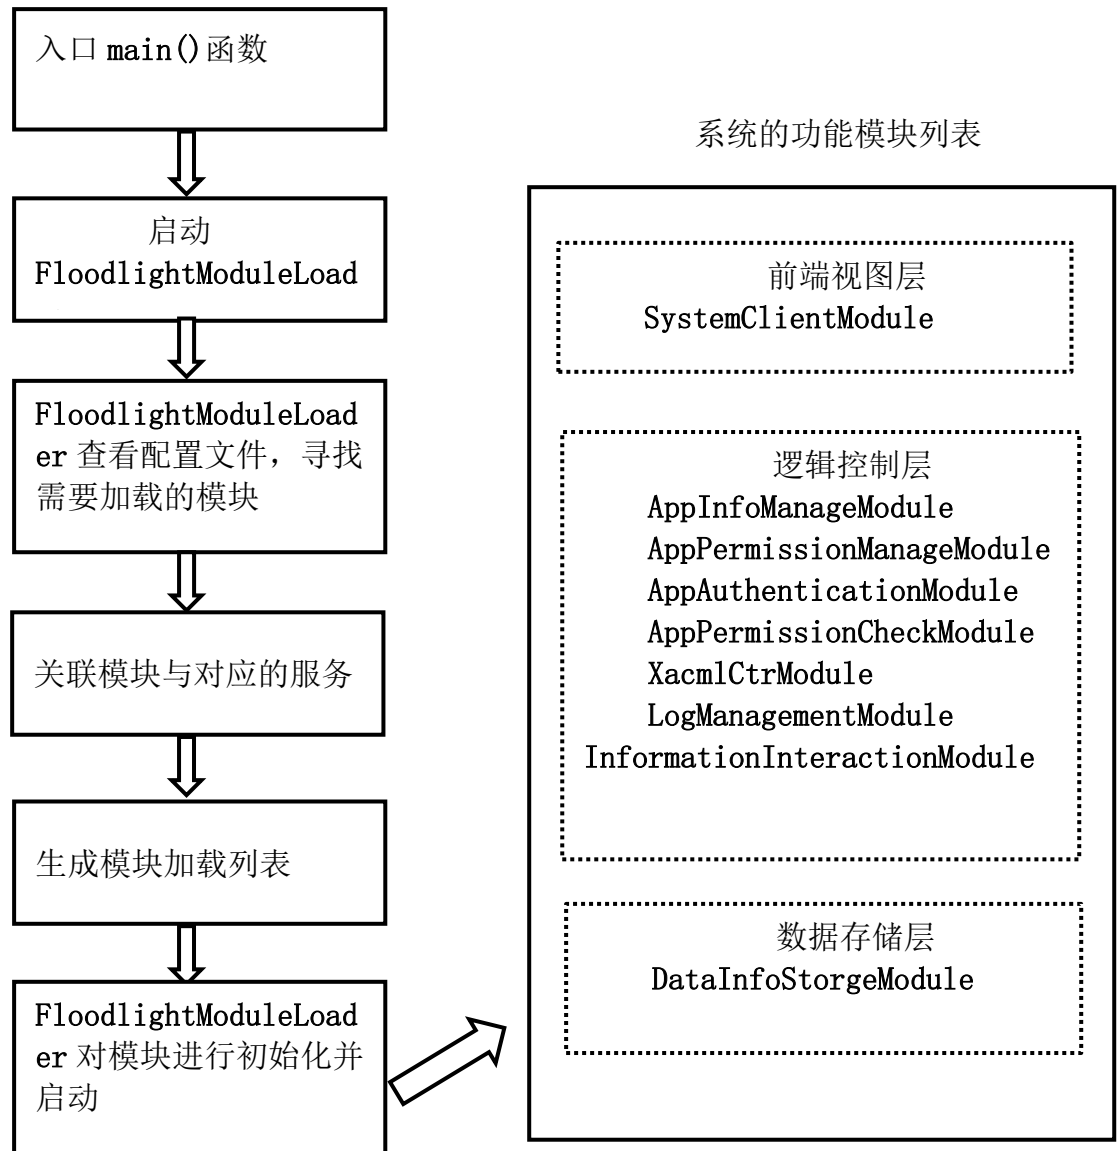 入口 main()函数
启动
FloodlightModuleLoad
FloodlightModuleLoad
er 查看配置文件，寻找
需要加载的模块
关联模块与对应的服务
生成模块加载列表
FloodlightModuleLoad
er 对模块进行初始化并
启动
系统的功能模块列表
前端视图层
SystemClientModule
逻辑控制层
AppInfoManageModule
AppPermissionManageModule
AppAuthenticationModule
AppPermissionCheckModule
XacmlCtrModule
LogManagementModule
InformationInteractionModule
数据存储层
DataInfoStorgeModule